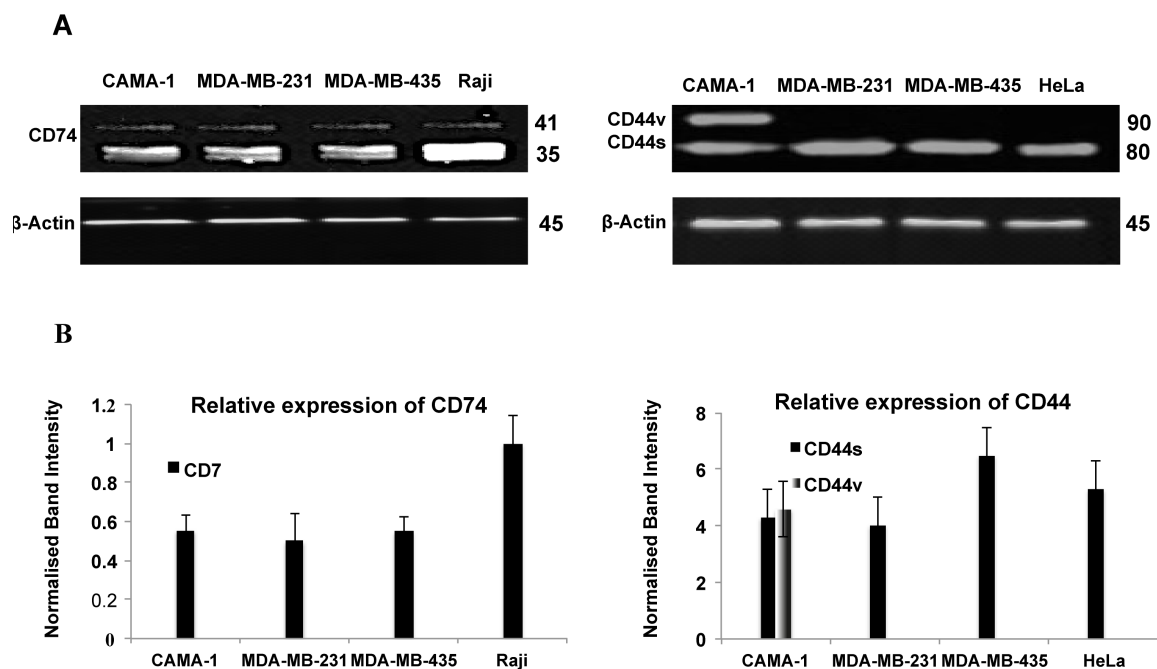 A
CAMA-1 MDA-MB-231 MDA-MB-435 Raji
CD74
41
35
β-Actin
45
CAMA-1 MDA-MB-231 MDA-MB-435 HeLa
CD44v
CD44s
90
80
β-Actin
45
B
Relative expression of CD74
Normalised Band Intensity
1.2
1
0.8
0.6
0.4
0.2
0
CD7
CAMA-1 MDA-MB-231 MDA-MB-435 Raji
Relative expression of CD44
Normalised Band Intensity
8
6
4
2
0
CD44s
CD44v
CAMA-1 MDA-MB-231 MDA-MB-435 HeLa